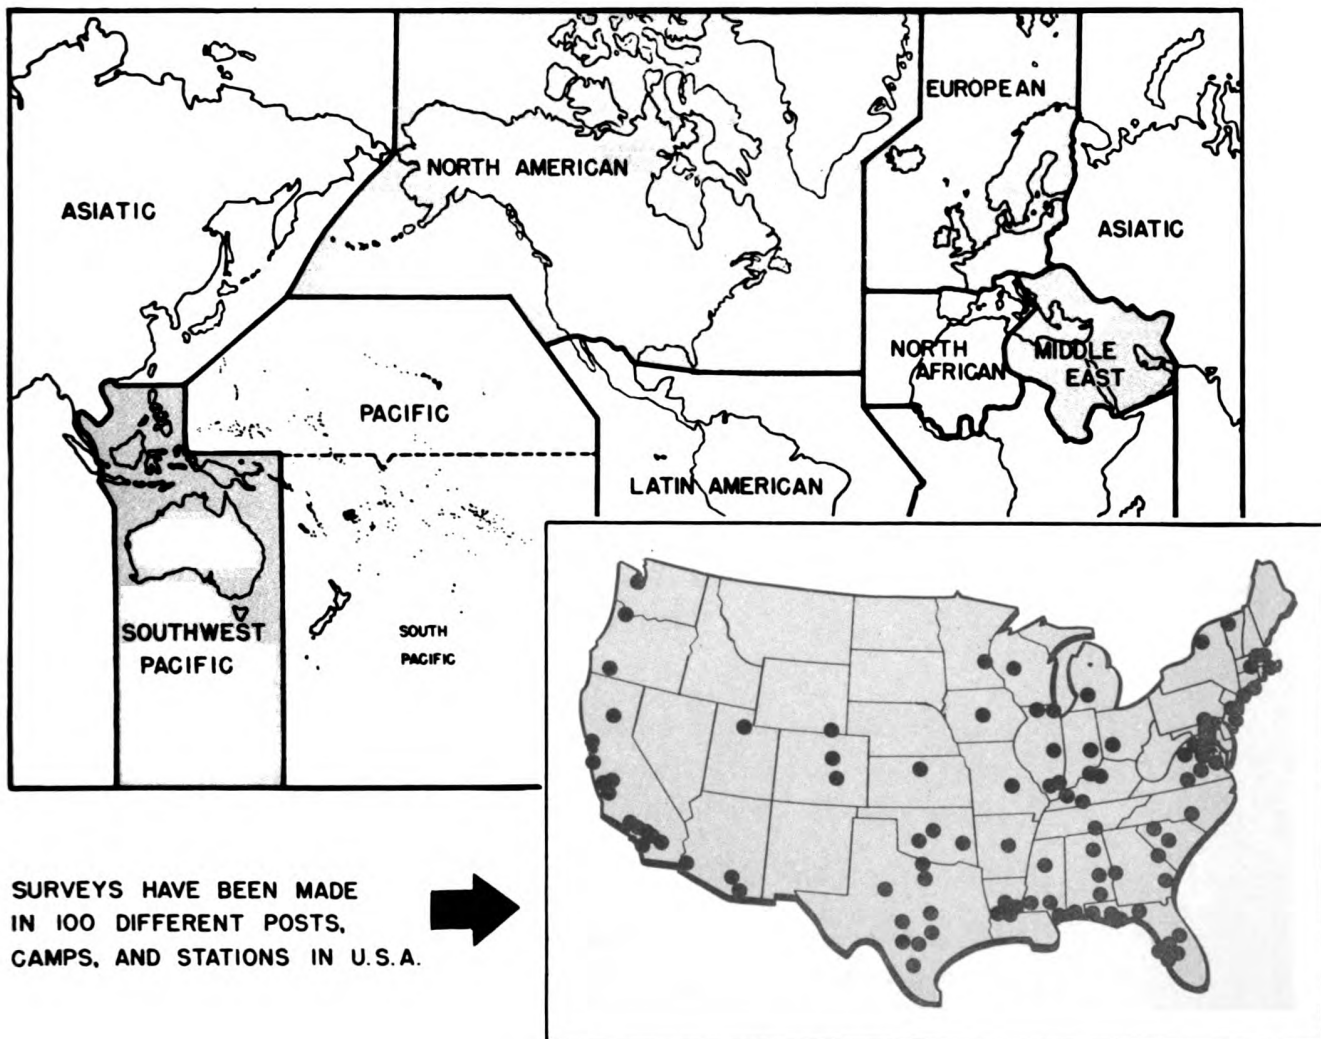 EUROPEAN
NORTH AMERICAN
ASIATIC
ASIATIC
NORTH
AFRICAN
MIDDLE
EAST
PACIFIC
LATIN AMERICAN
SOUTHWEST
PACIFIC
SOUTH
PACIFIC
SURVEYS HAVE BEEN MADE
IN 100 DIFFERENT POSTS,
CAMPS, AND STATIONS IN U.S.A.